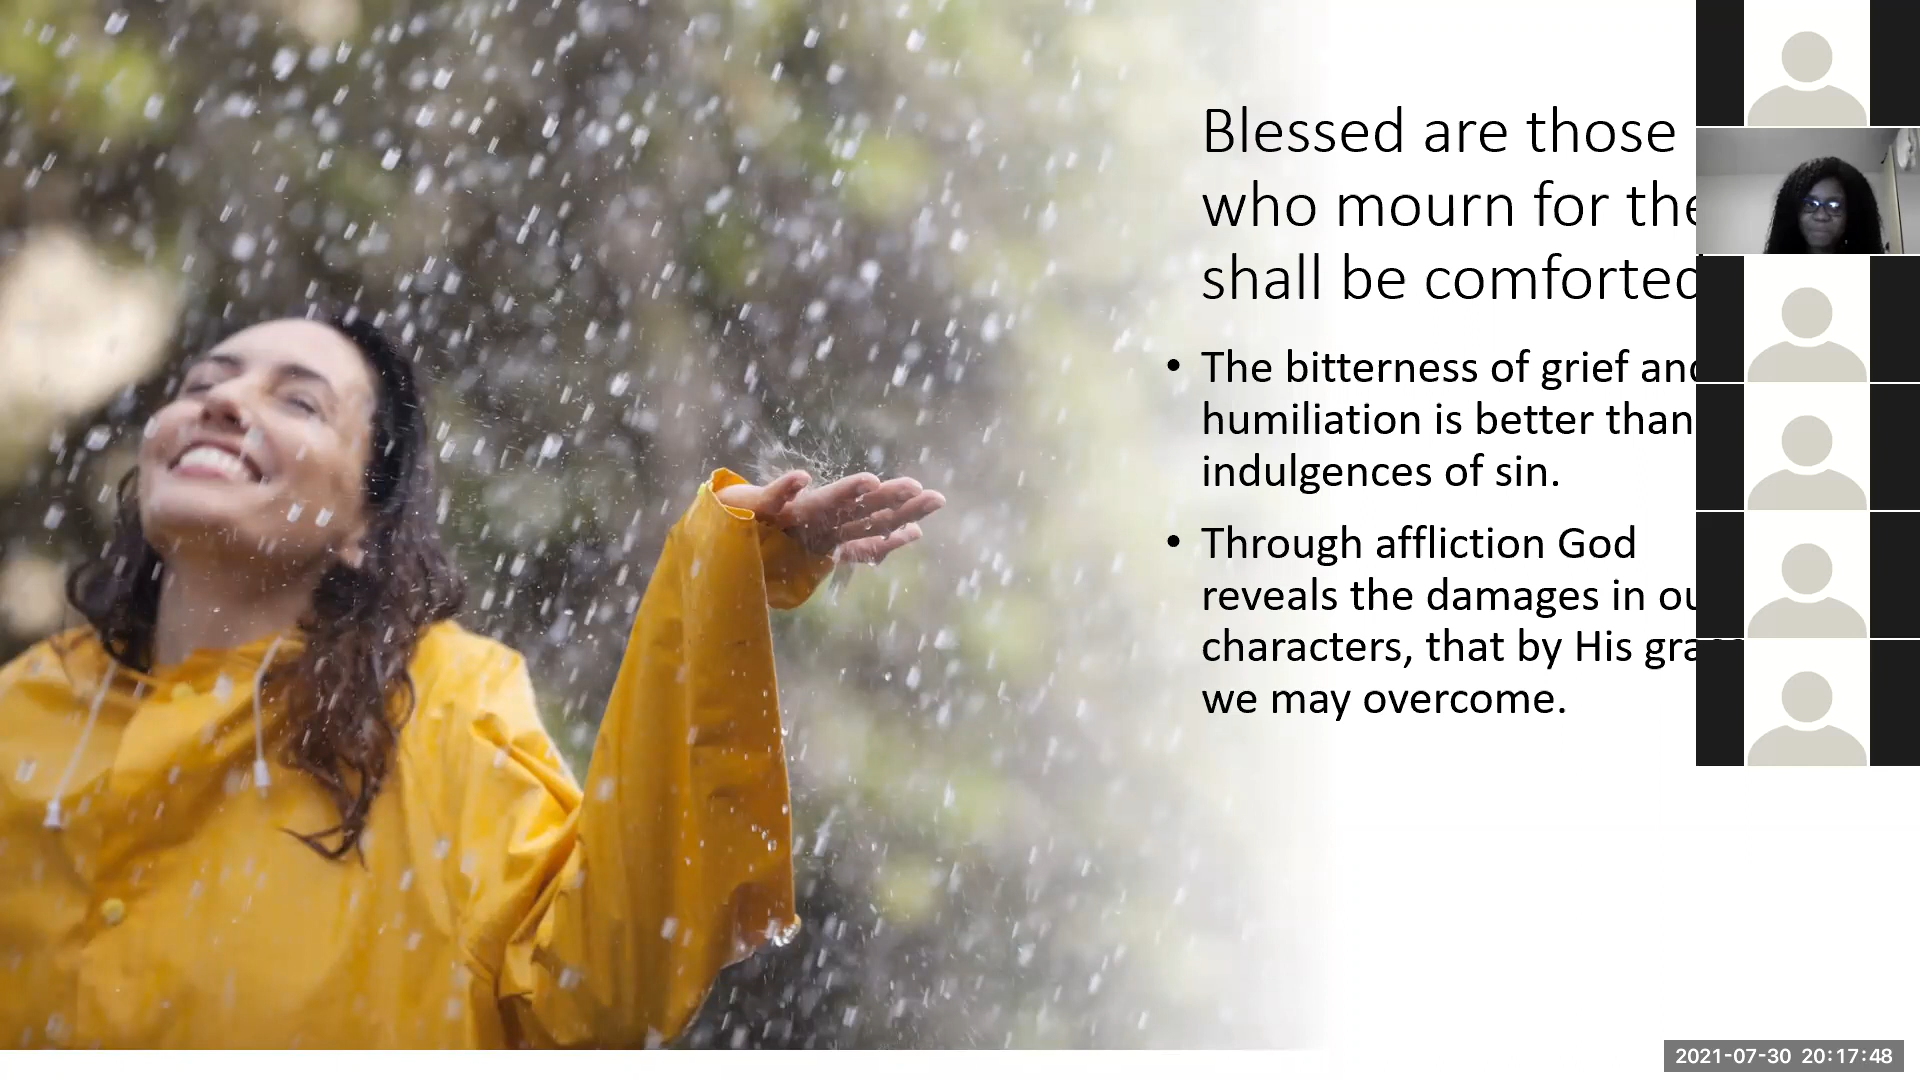 Blessed are those
who mourn for the
shall be comforted
• The bitterness of grief and
humiliation is better than
indulgences of sin.
• Through affliction God
reveals the damages in ou
characters, that by His gra
we may overcome.
2021-07-30 20:17:48